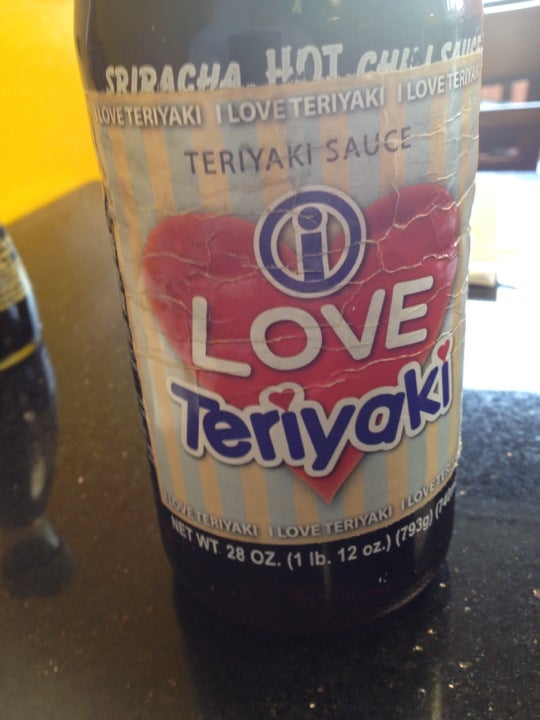 SRIRACHA HOT CHILI SAUCE
I LOVE TERIYAKI I LOVE TERIYAKI I LOVE TERIYAKI
TERIYAKI SAUCE
i
LOVE
Teriyaki
I LOVE TERIYAKI I LOVE TERIYAKI I LOVE
NET WT. 28 OZ. (1 lb. 12 oz.) (793g)